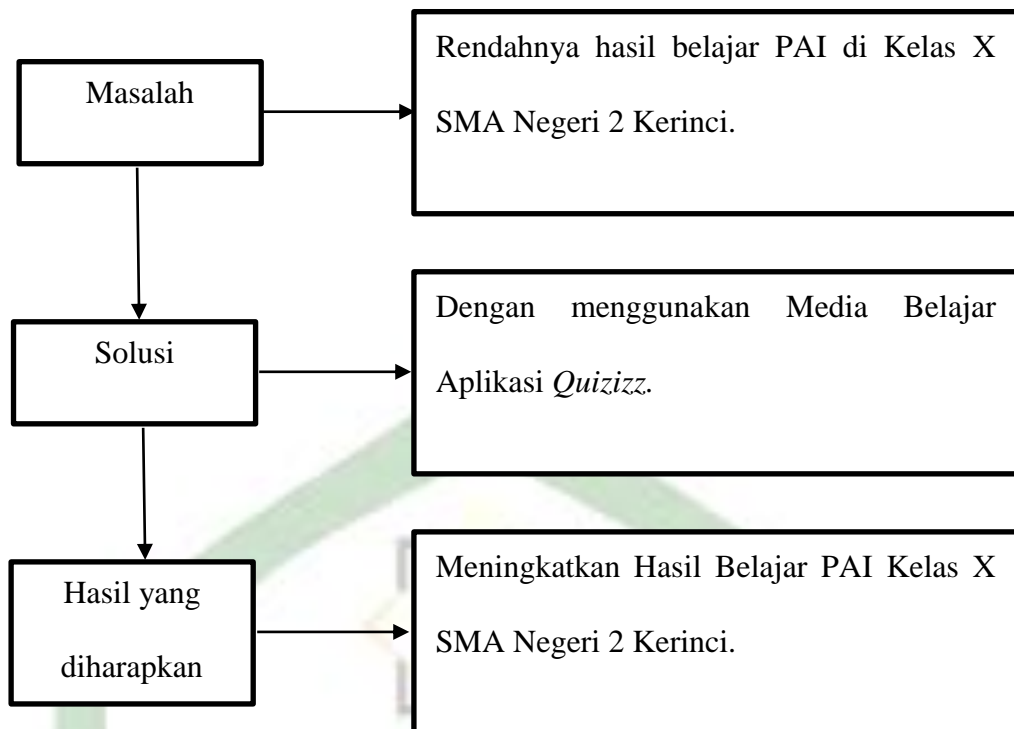 Masalah
Rendahnya hasil belajar PAI di Kelas X
SMA Negeri 2 Kerinci.
Solusi
Dengan menggunakan Media Belajar
Aplikasi Quizizz.
Hasil yang
diharapkan
Meningkatkan Hasil Belajar PAI Kelas X
SMA Negeri 2 Kerinci.